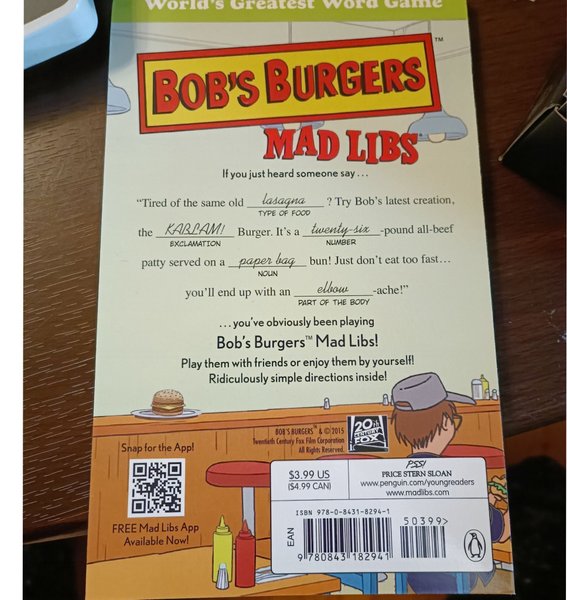 World's Greatest Word Game
BOB'S BURGERS™
MAD LIBS®
If you just heard someone say . . .
"Tired of the same old lasagna ? Try Bob's latest creation,
TYPE OF FOOD
the KABLAM! Burger. It's a twenty-six -pound all-beef
EXCLAMATION NUMBER
patty served on a paper bag bun! Just don't eat too fast…
NOUN
you'll end up with an elbow -ache!"
PART OF THE BODY
. . . you've obviously been playing
Bob's Burgers™ Mad Libs!
Play them with friends or enjoy them by yourself!
Ridiculously simple directions inside!
BOB'S BURGERS ™ & © 2015
Twentieth Century Fox Film Corporation
All Rights Reserved.
20th
CENTURY
FOX
Snap for the App!
FREE Mad Libs App
Available Now!
$3.99 US
($4.99 CAN)
PSS!
PRICE STERN SLOAN
www.penguin.com/youngreaders
www.madlibs.com
ISBN 978-0-8431-8294-1
50399>
EAN
9 780843 182941